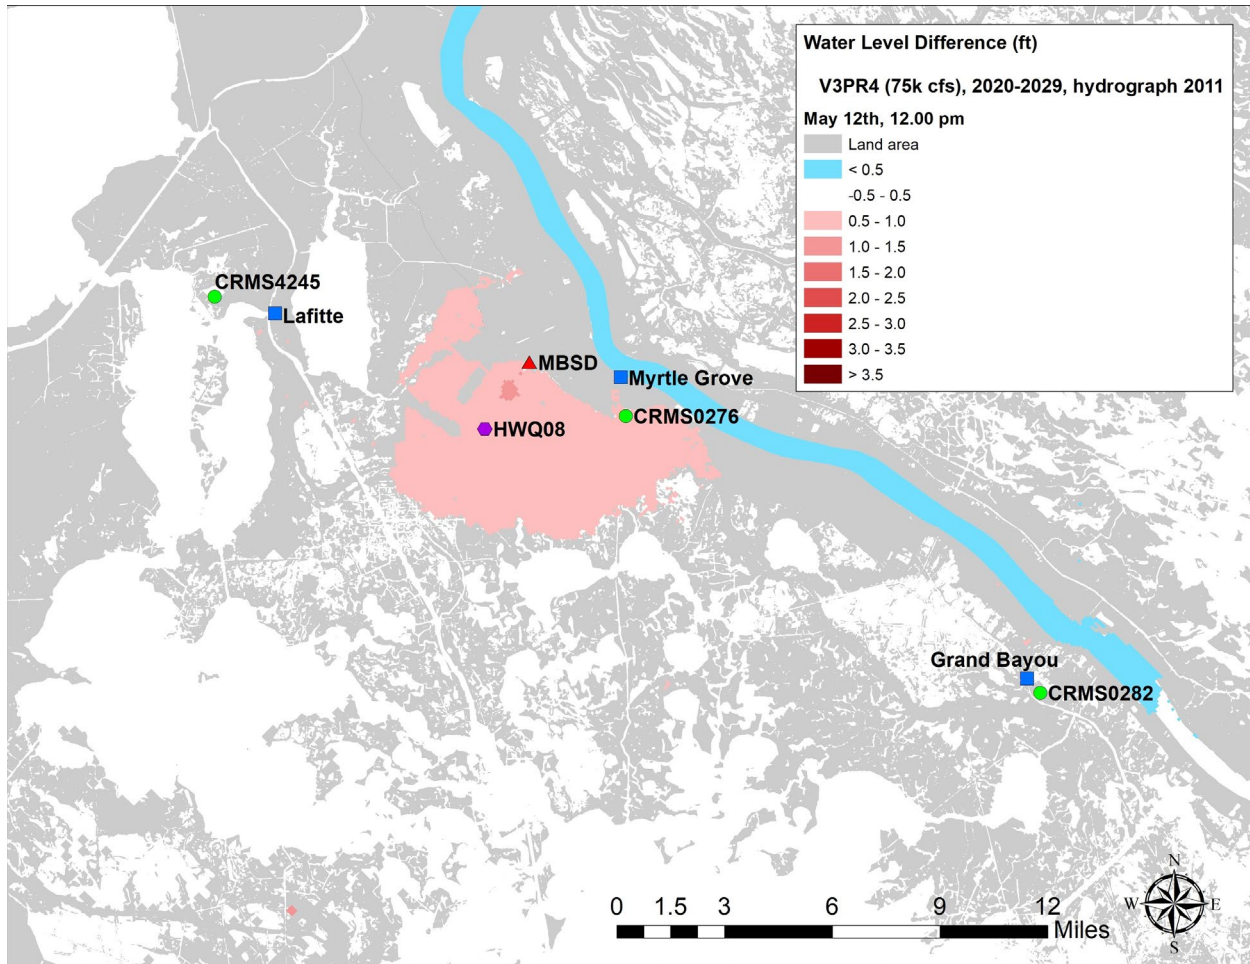 Water Level Difference (ft)
V3PR4 (75k cfs), 2020-2029, hydrograph 2011
May 12th, 12.00 pm
Land area
< 0.5
-0.5 - 0.5
0.5 - 1.0
1.0 - 1.5
1.5 - 2.0
2.0 - 2.5
2.5 - 3.0
3.0 - 3.5
> 3.5
CRMS4245
Lafitte
MBSD
Myrtle Grove
CRMS0276
HWQ08
Grand Bayou
CRMS0282
0 1.5 3 6 9 12
Miles
N
W E
S